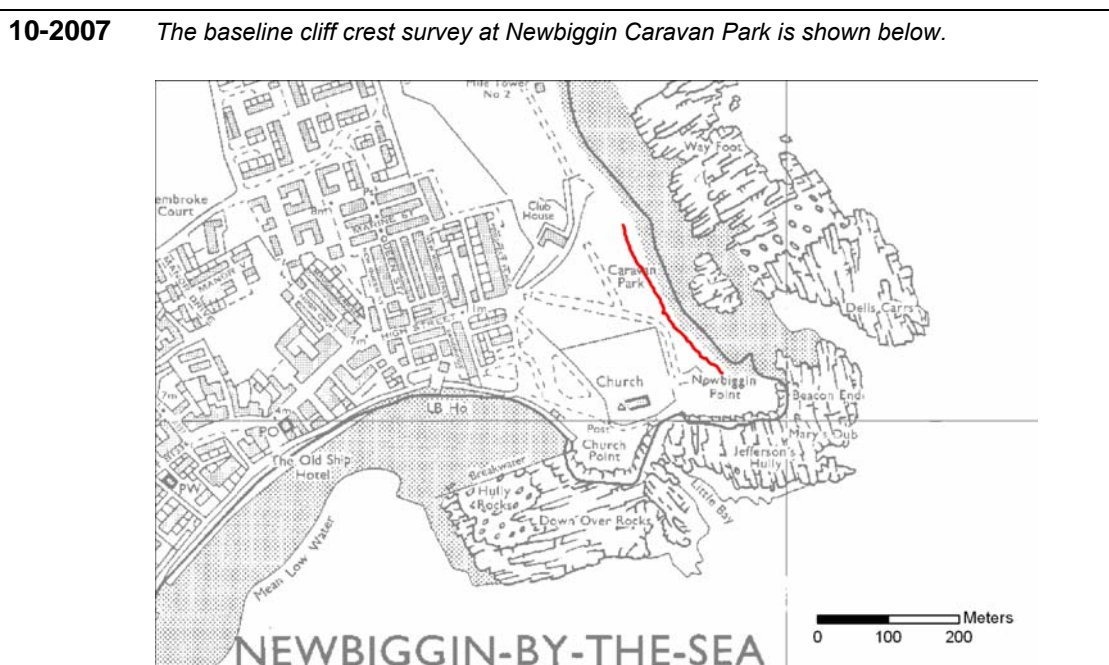 10-2007 The baseline cliff crest survey at Newbiggin Caravan Park is shown below.
Mile Tower
No 2
Way Foot
Court
8m
MARINE ST
Club
House
MANOR V
Caravan
Park
Dells Carrs
HIGH STREET
7m
7m
4m
Church
Newbiggin
Point
Beacon End
LB Ho
PO
Post
Church
Point
Mary's Dub
Jefferson's
Hully
The Old Ship
Hotel
Breakwater
PW
Hully
Rocks
Little Bay
Down Over Rocks
Mean Low Water
Meters
0 100 200
NEWBIGGIN-BY-THE-SEA